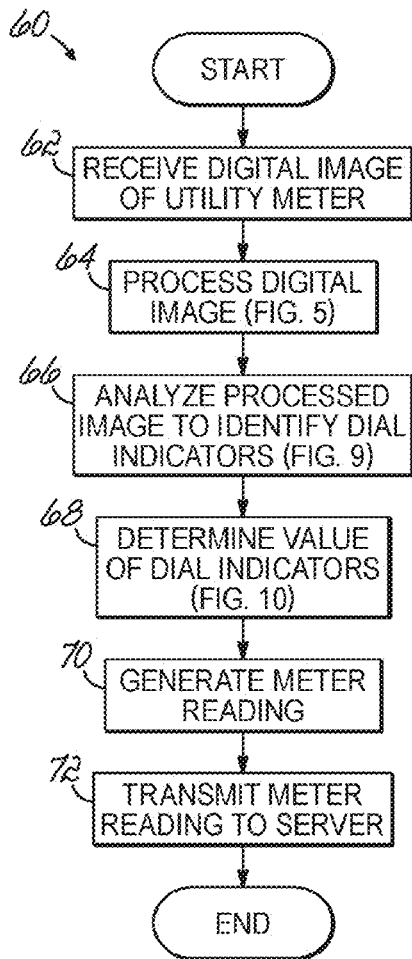 60
START
62
RECEIVE DIGITAL IMAGE
OF UTILITY METER
64
PROCESS DIGITAL
IMAGE (FIG. 5)
66
ANALYZE PROCESSED
IMAGE TO IDENTIFY DIAL
INDICATORS (FIG. 9)
68
DETERMINE VALUE
OF DIAL INDICATORS
(FIG. 10)
70
GENERATE METER
READING
72
TRANSMIT METER
READING TO SERVER
END